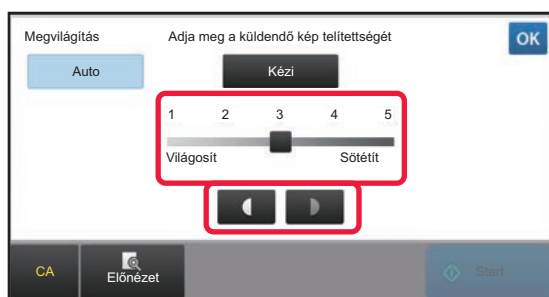 Megvilágítás Adja meg a küldendő kép telítettségét OK
Auto Kézi
1 2 3 4 5
Világosít Sötétít
CA Előnézet Start